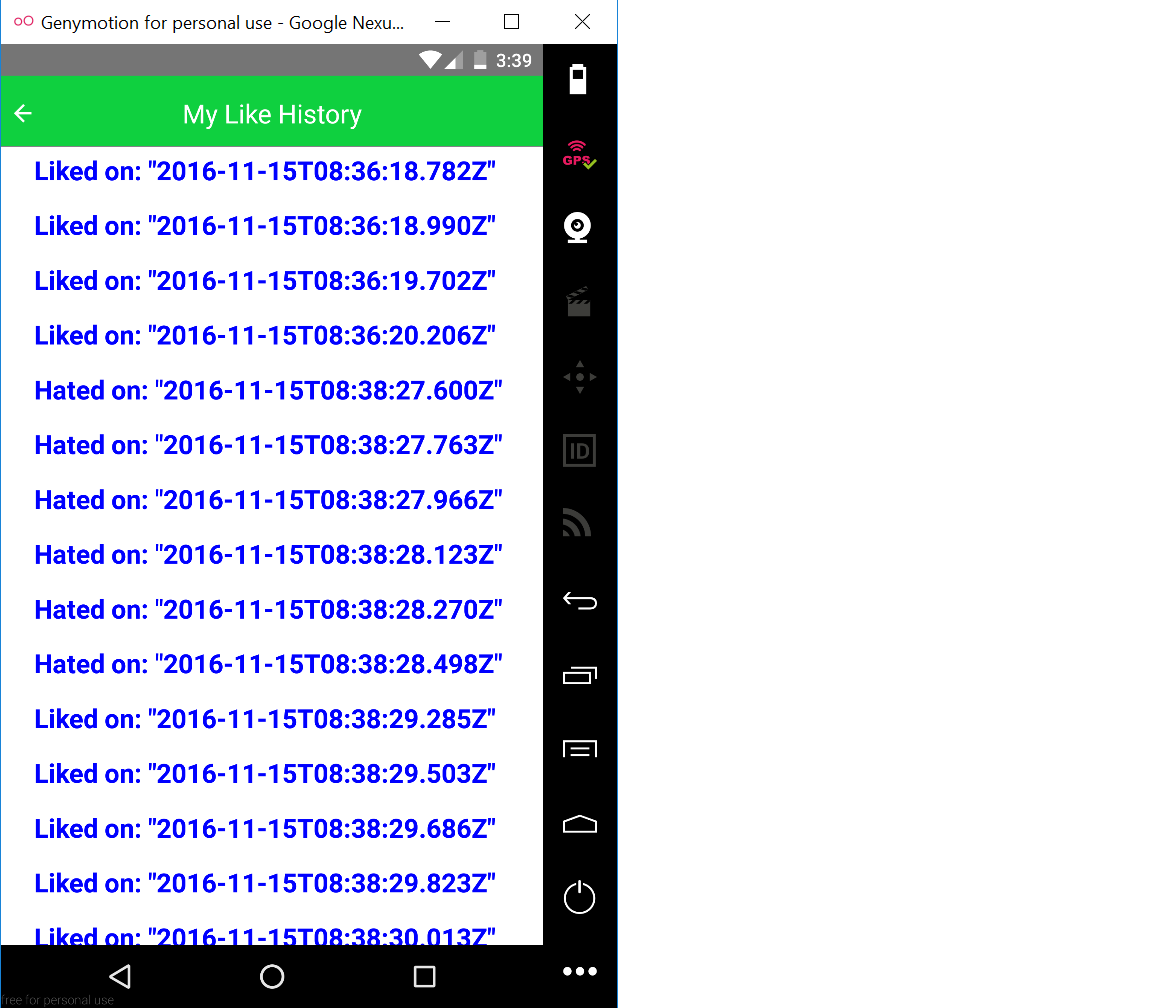 Genymotion for personal use - Google Nexu...
3:39
My Like History
Liked on: "2016-11-15T08:36:18.782Z"
Liked on: "2016-11-15T08:36:18.990Z"
Liked on: "2016-11-15T08:36:19.702Z"
Liked on: "2016-11-15T08:36:20.206Z"
Hated on: "2016-11-15T08:38:27.600Z"
Hated on: "2016-11-15T08:38:27.763Z"
Hated on: "2016-11-15T08:38:27.966Z"
Hated on: "2016-11-15T08:38:28.123Z"
Hated on: "2016-11-15T08:38:28.270Z"
Hated on: "2016-11-15T08:38:28.498Z"
Liked on: "2016-11-15T08:38:29.285Z"
Liked on: "2016-11-15T08:38:29.503Z"
Liked on: "2016-11-15T08:38:29.686Z"
Liked on: "2016-11-15T08:38:29.823Z"
Liked on: "2016-11-15T08:38:30.013Z"
GPS
ID
free for personal use